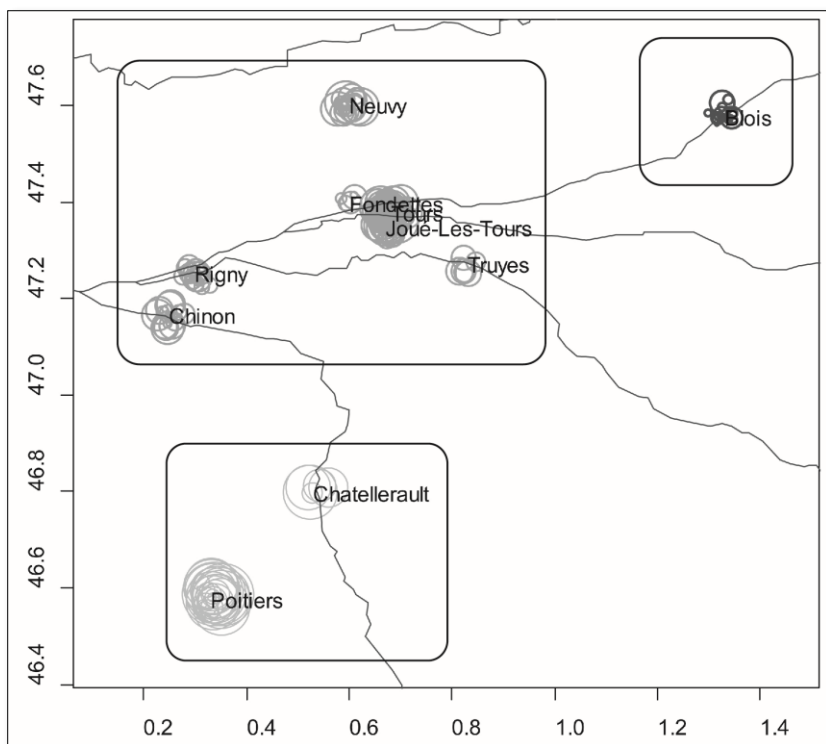 47.6
47.4
47.2
47.0
46.8
46.6
46.4
Neuvy
Blois
Fondettes
Tours
Joué-Les-Tours
Rigny
Truyes
Chinon
Chatellerault
Poitiers
0.2 0.4 0.6 0.8 1.0 1.2 1.4